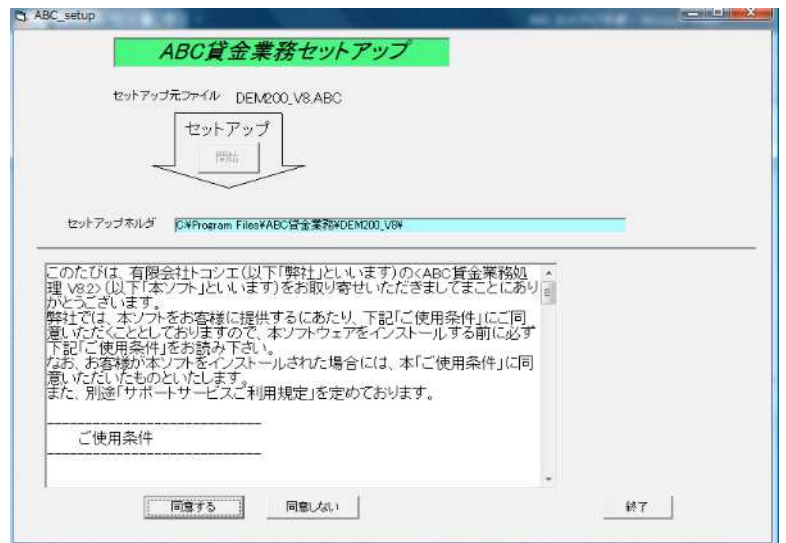 ABC_setup
ABC貸金業務セットアップ
セットアップ元ファイル DEM200_V8.ABC
セットアップ
開始
セットアップホルダ C:¥Program Files¥ABC貸金業務¥DEM200_V8¥
このたびは、有限会社トコシエ(以下「弊社」といいます)の<ABC貸金業務処
理 V8.2>(以下「本ソフト」といいます)をお取り寄せいただきましてまことにあり
がとうございます。
弊社では、本ソフトをお客様に提供するにあたり、下記「ご使用条件」にご同
意いただくこととしておりますので、本ソフトウェアをインストールする前に必ず
下記「ご使用条件」をお読み下さい。
なお、お客様が本ソフトをインストールされた場合には、本「ご使用条件」に同
意いただいたものといたします。
また、別途「サポートサービスご利用規定」を定めております。
----------------------------
ご使用条件
----------------------------
同意する 同意しない 終了